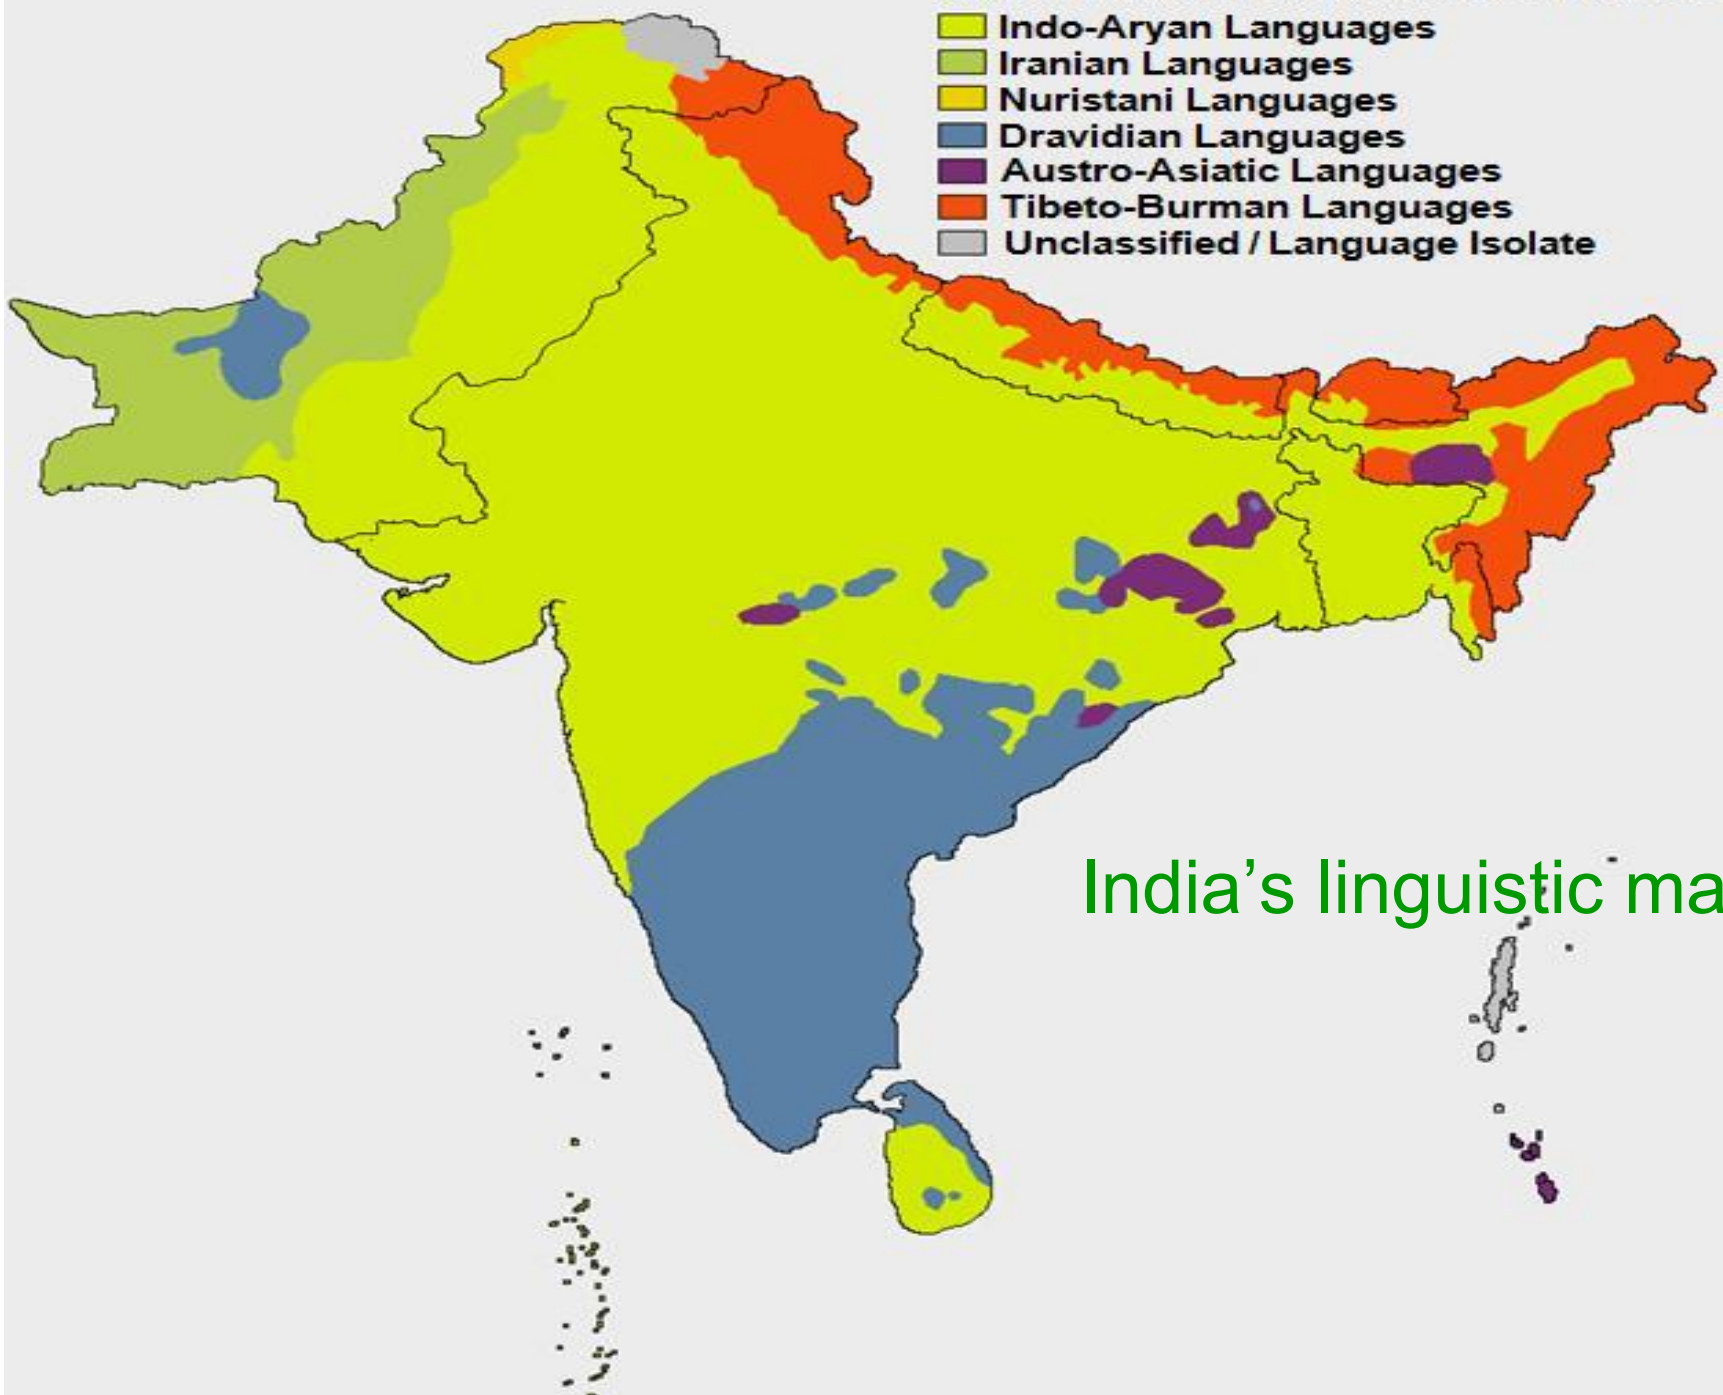 Indo-Aryan Languages
Iranian Languages
Nuristani Languages
Dravidian Languages
Austro-Asiatic Languages
Tibeto-Burman Languages
Unclassified / Language Isolate
India’s linguistic ma